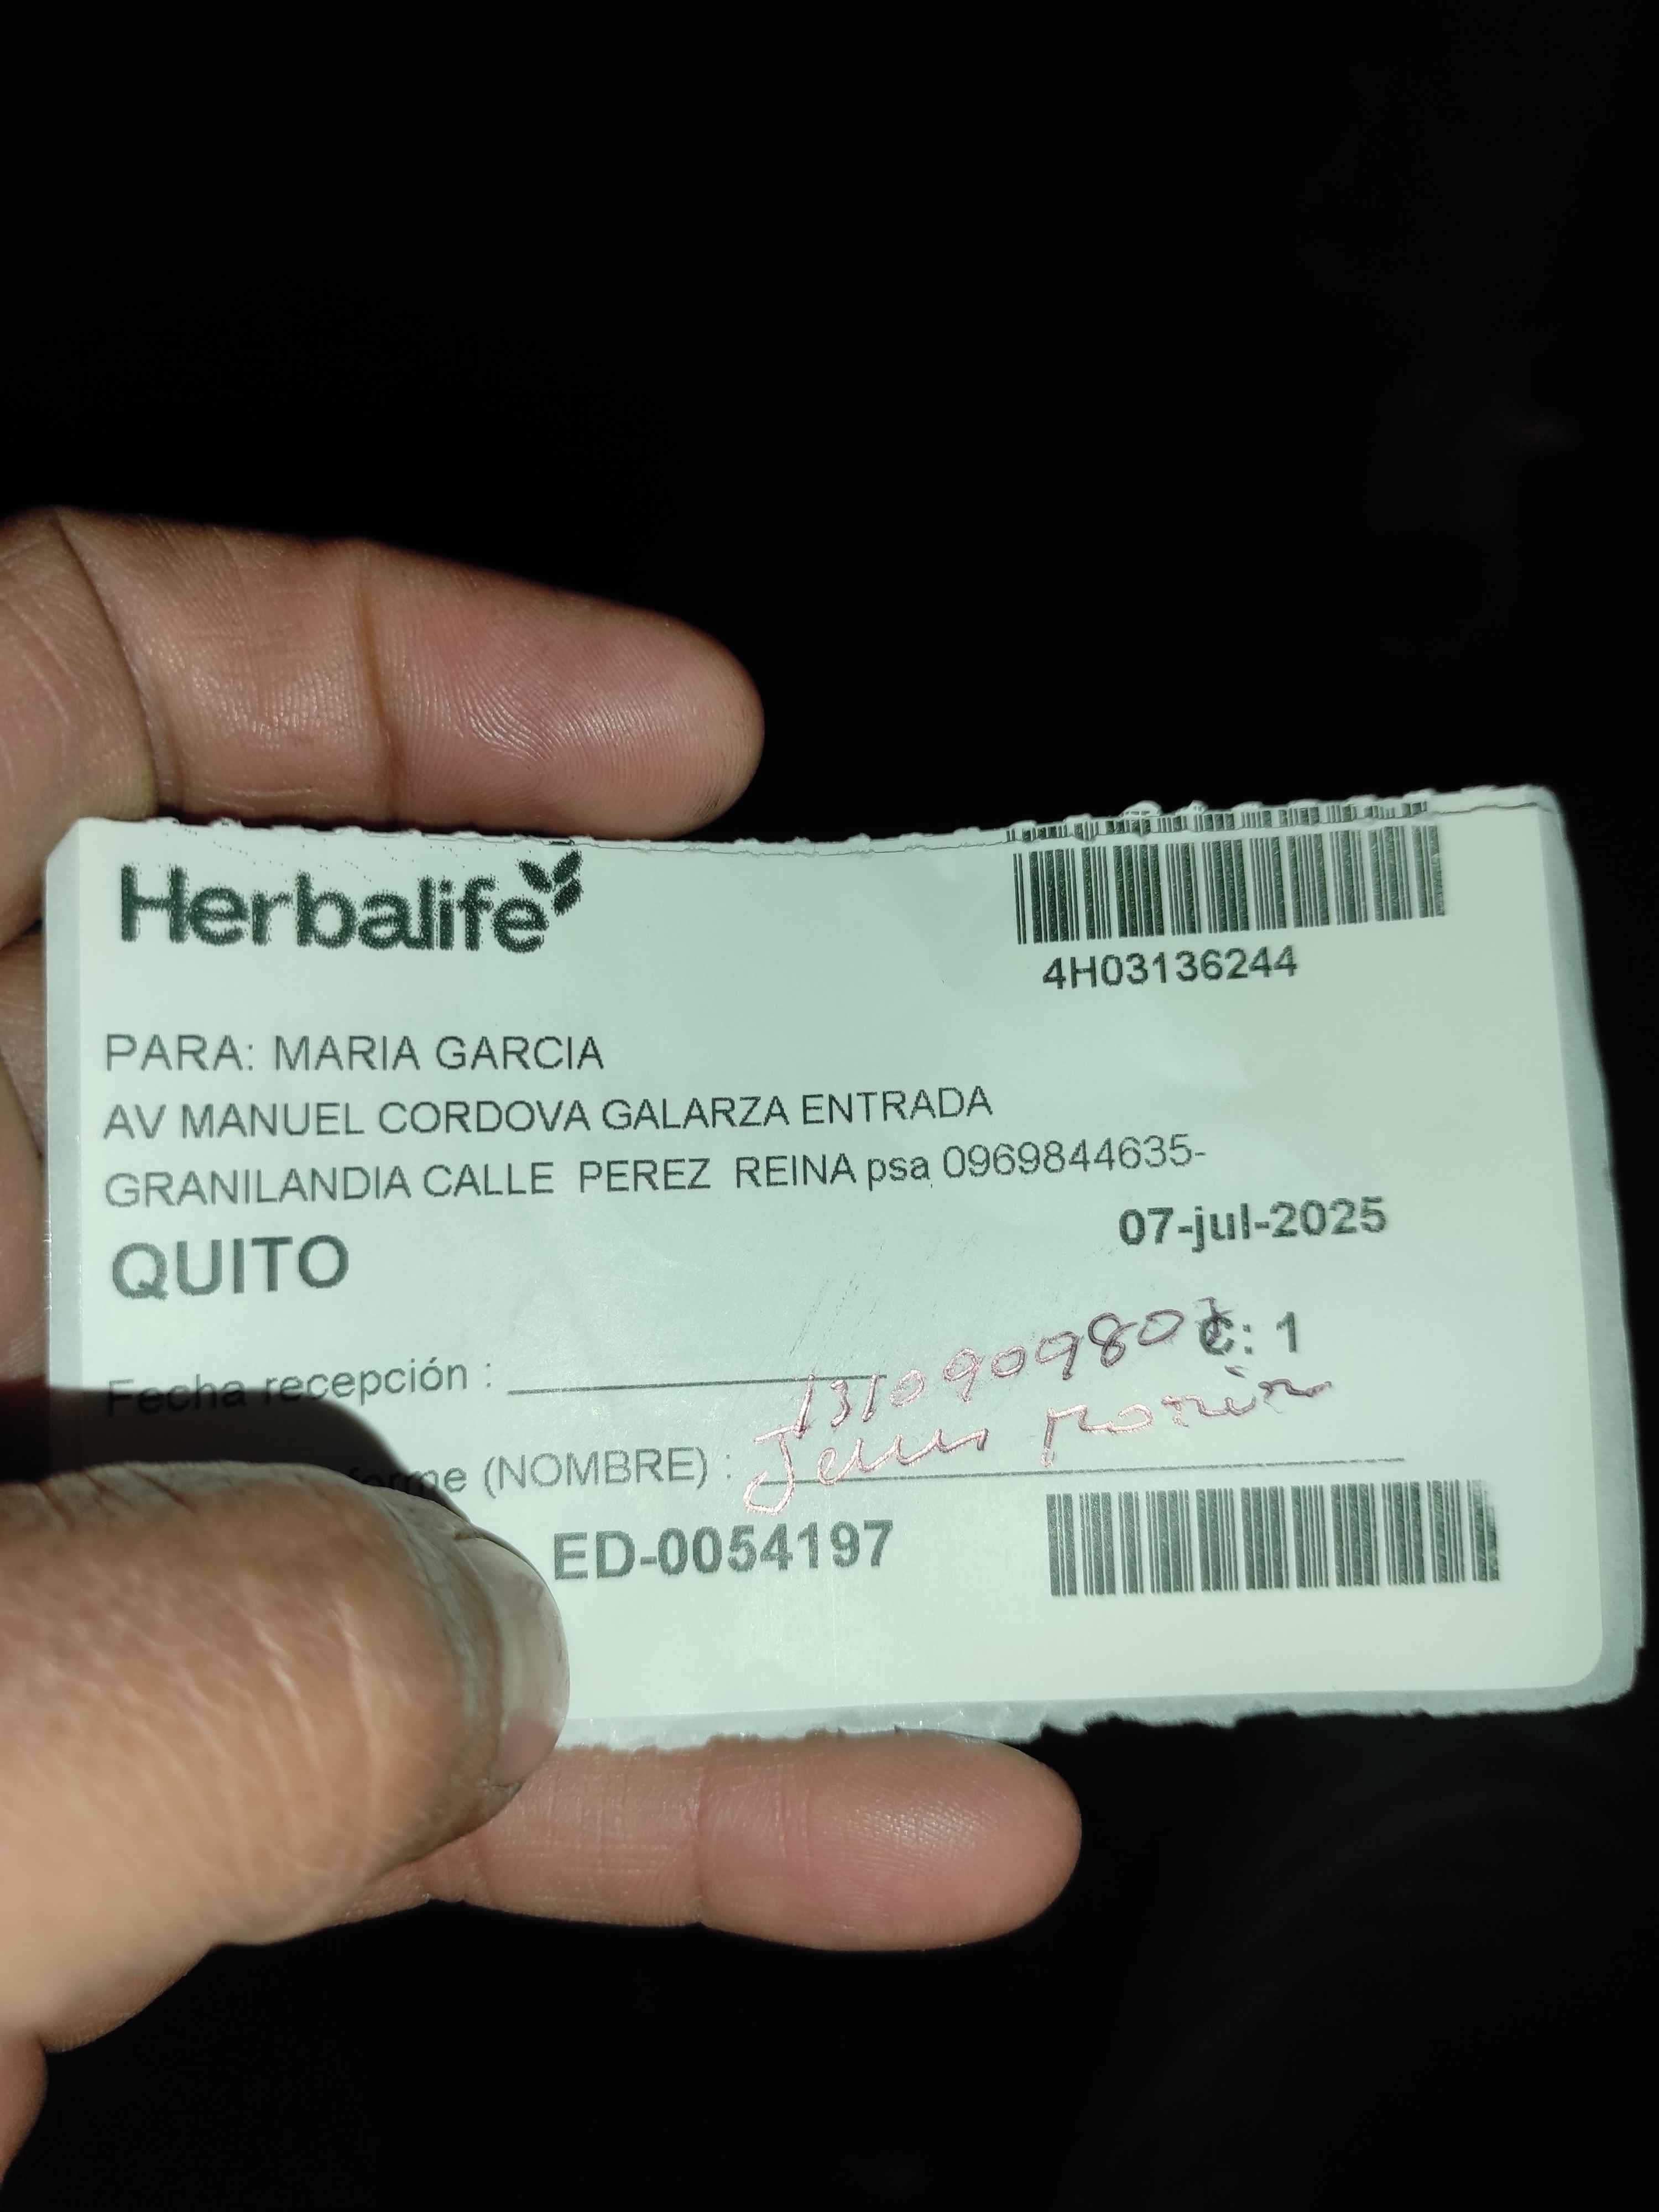 Herbalife
4H03136244
PARA: MARIA GARCIA
AV MANUEL CORDOVA GALARZA ENTRADA
GRANILANDIA CALLE PEREZ REINA psa 0969844635-
07-jul-2025
QUITO
C: 1
Fecha recepción :
(NOMBRE) :
ED-0054197